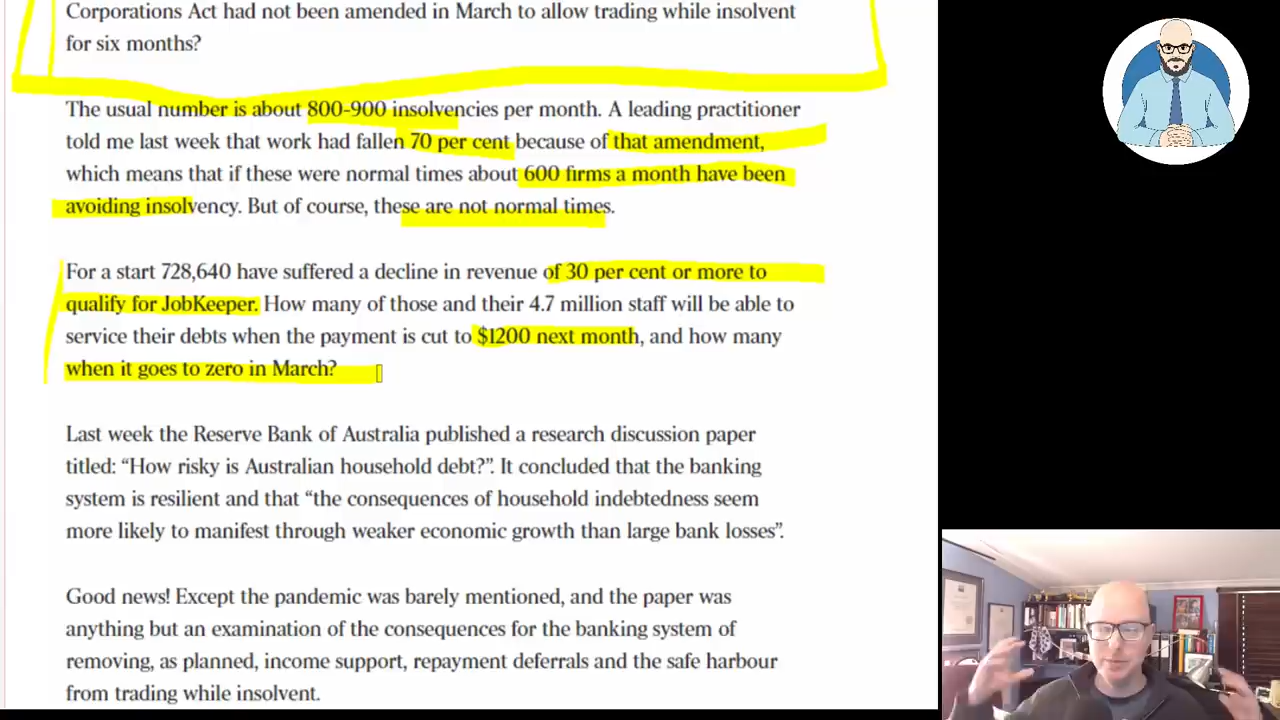 Corporations Act had not been amended in March to allow trading while insolvent
for six months?
The usual number is about 800-900 insolvencies per month. A leading practitioner
told me last week that work had fallen 70 per cent because of that amendment,
which means that if these were normal times about 600 firms a month have been
avoiding insolvency. But of course, these are not normal times.
For a start 728,640 have suffered a decline in revenue of 30 per cent or more to
qualify for JobKeeper. How many of those and their 4.7 million staff will be able to
service their debts when the payment is cut to $1200 next month, and how many
when it goes to zero in March?
Last week the Reserve Bank of Australia published a research discussion paper
titled: “How risky is Australian household debt?”. It concluded that the banking
system is resilient and that “the consequences of household indebtedness seem
more likely to manifest through weaker economic growth than large bank losses”.
Good news! Except the pandemic was barely mentioned, and the paper was
anything but an examination of the consequences for the banking system of
removing, as planned, income support, repayment deferrals and the safe harbour
from trading while insolvent.